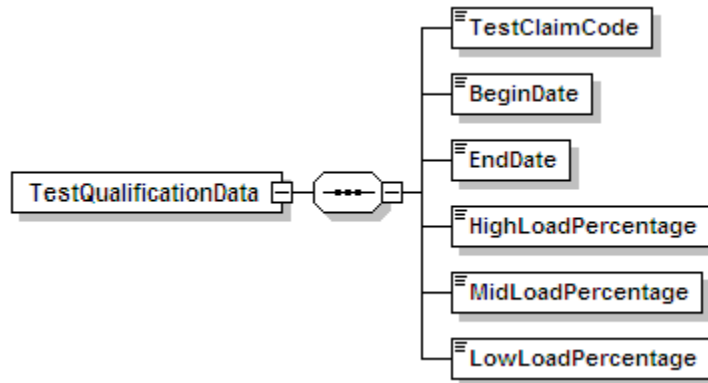 TestClaimCode
BeginDate
EndDate
TestQualificationData
HighLoadPercentage
MidLoadPercentage
LowLoadPercentage